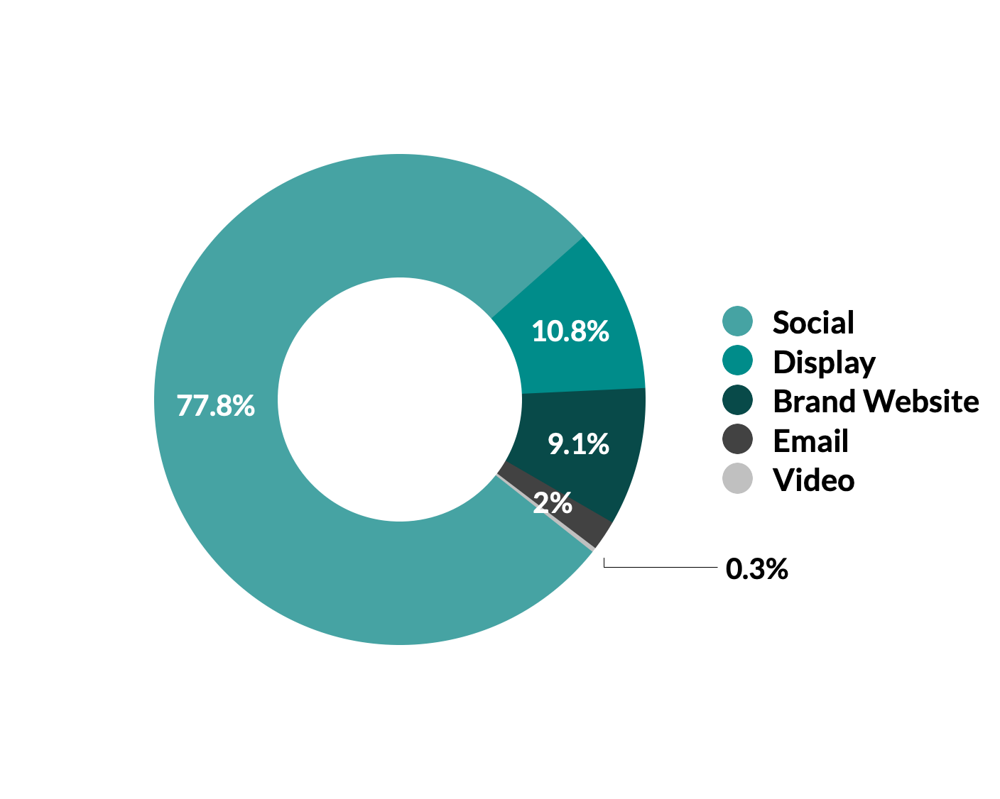 77.8%
10.8%
9.1%
2%
0.3%
Social
Display
Brand Website
Email
Video